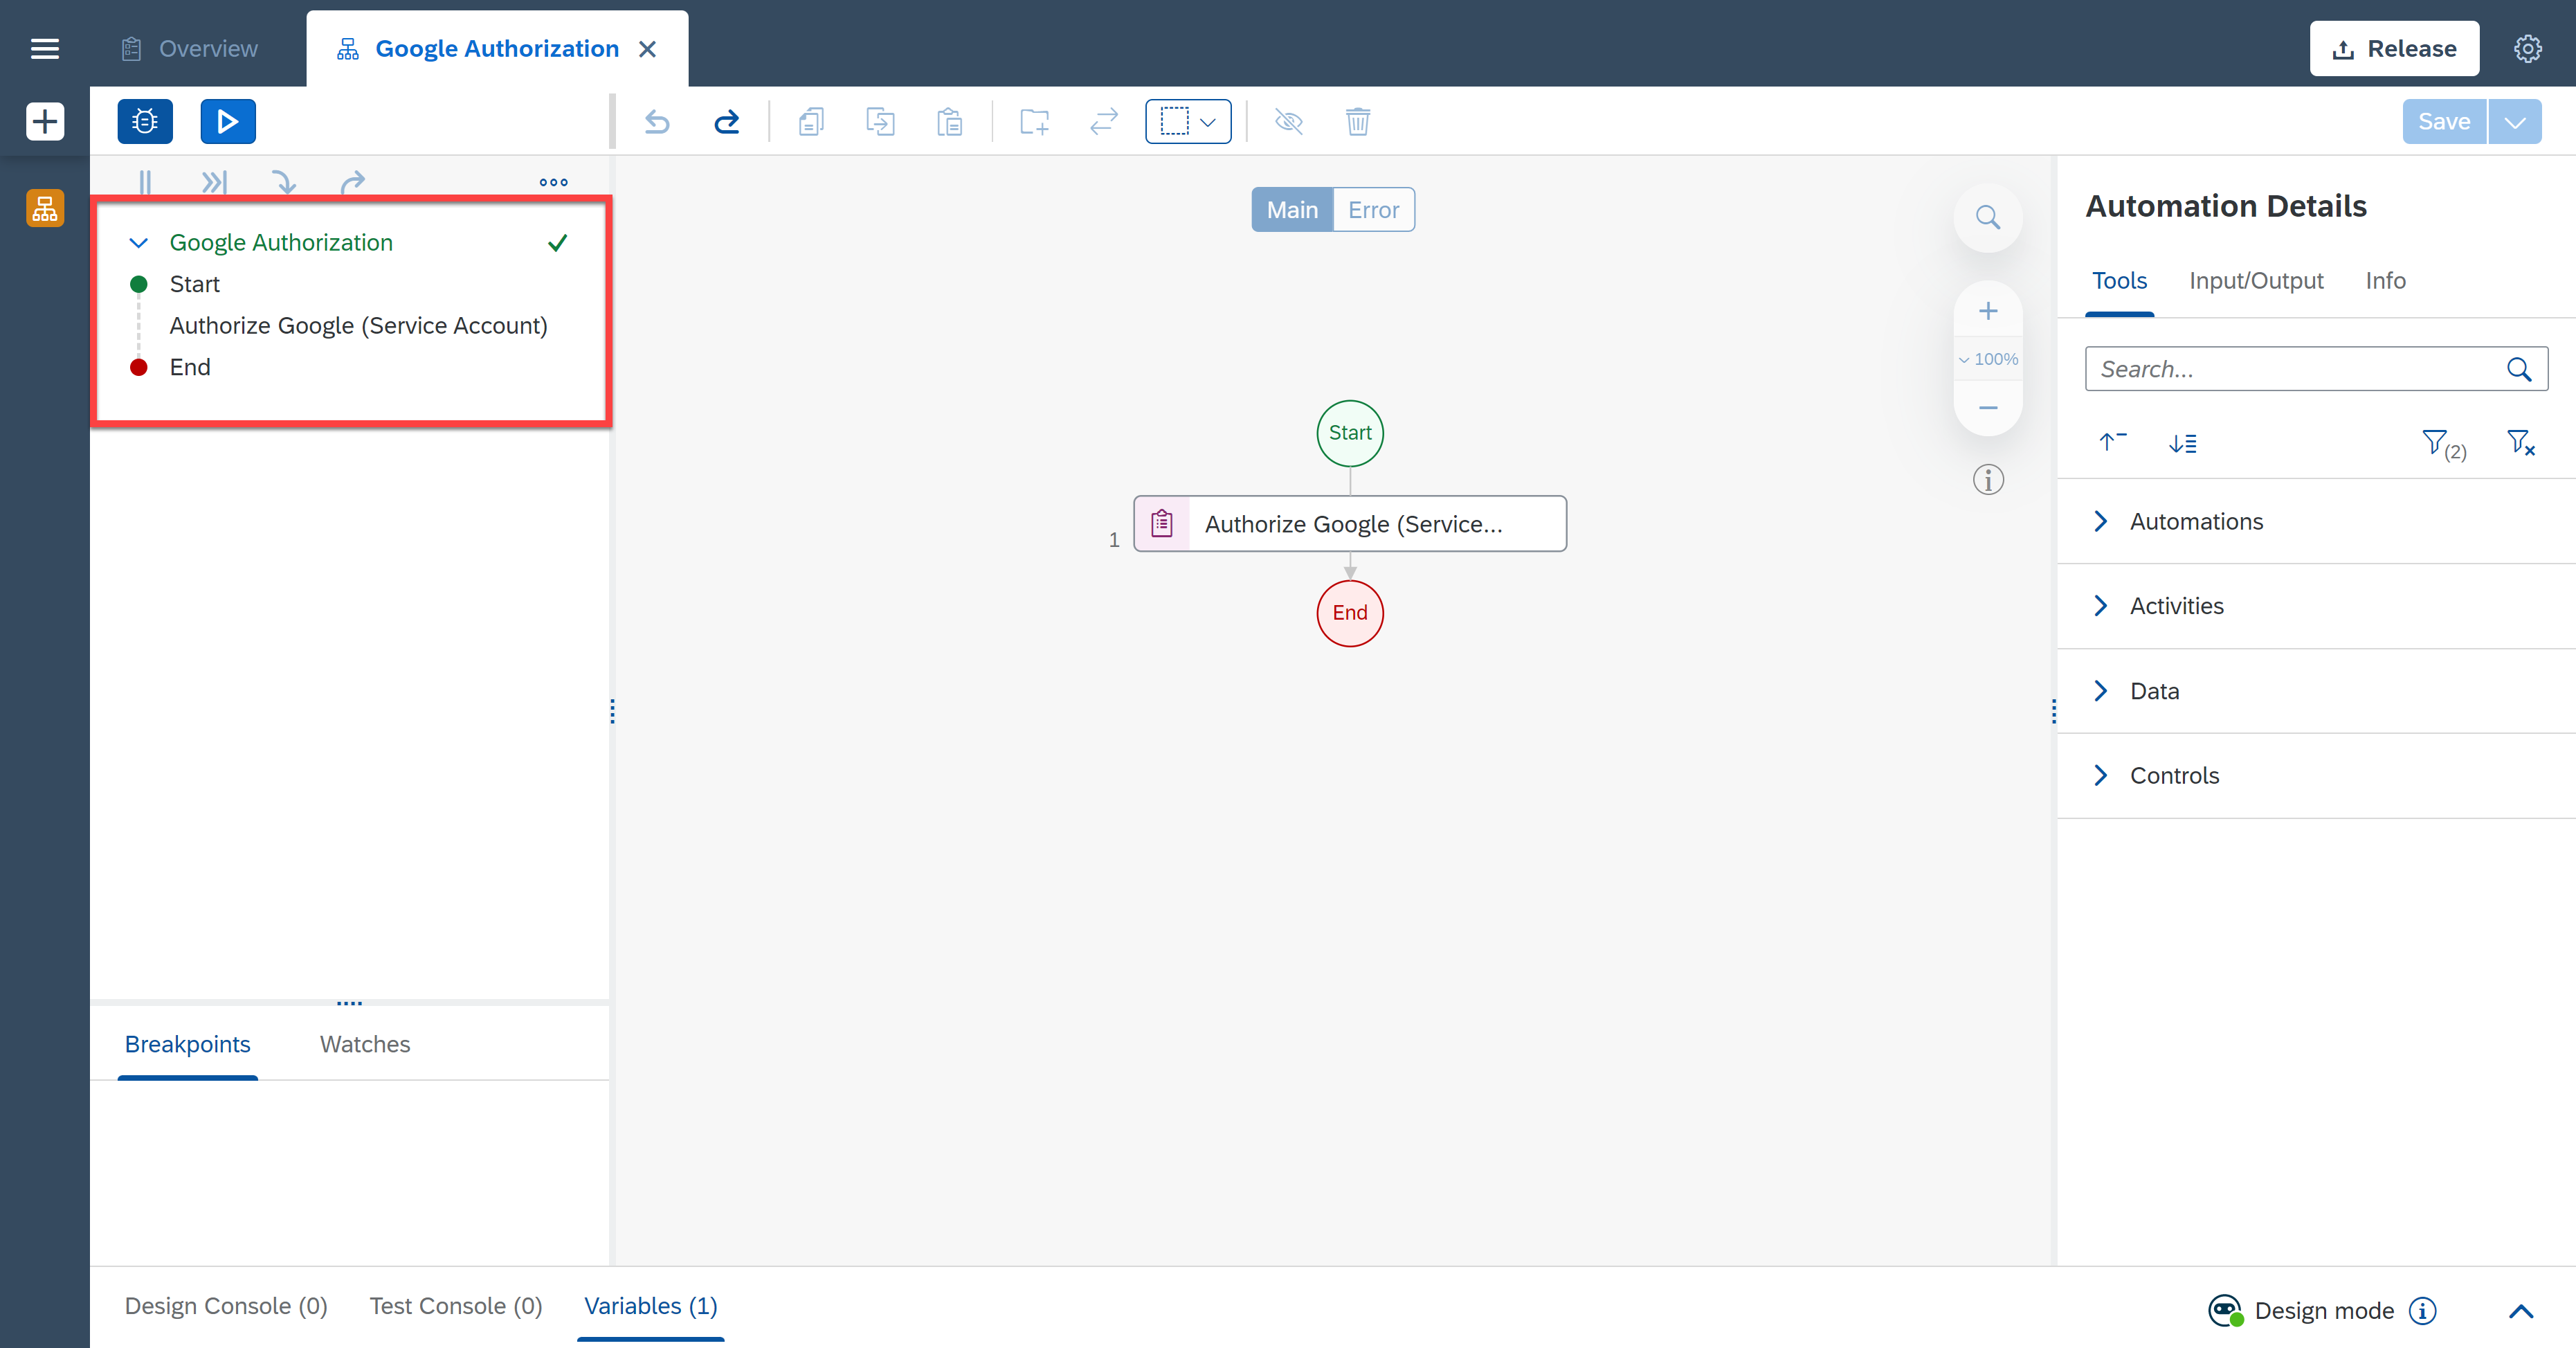 Overview
Google Authorization
Release
Save
Google Authorization
Start
Authorize Google (Service Account)
End
Breakpoints
Watches
Main
Error
100%
Start
1
Authorize Google (Service...
End
Automation Details
Tools
Input/Output
Info
Search...
(2)
Automations
Activities
Data
Controls
Design Console (0)
Test Console (0)
Variables (1)
Design mode